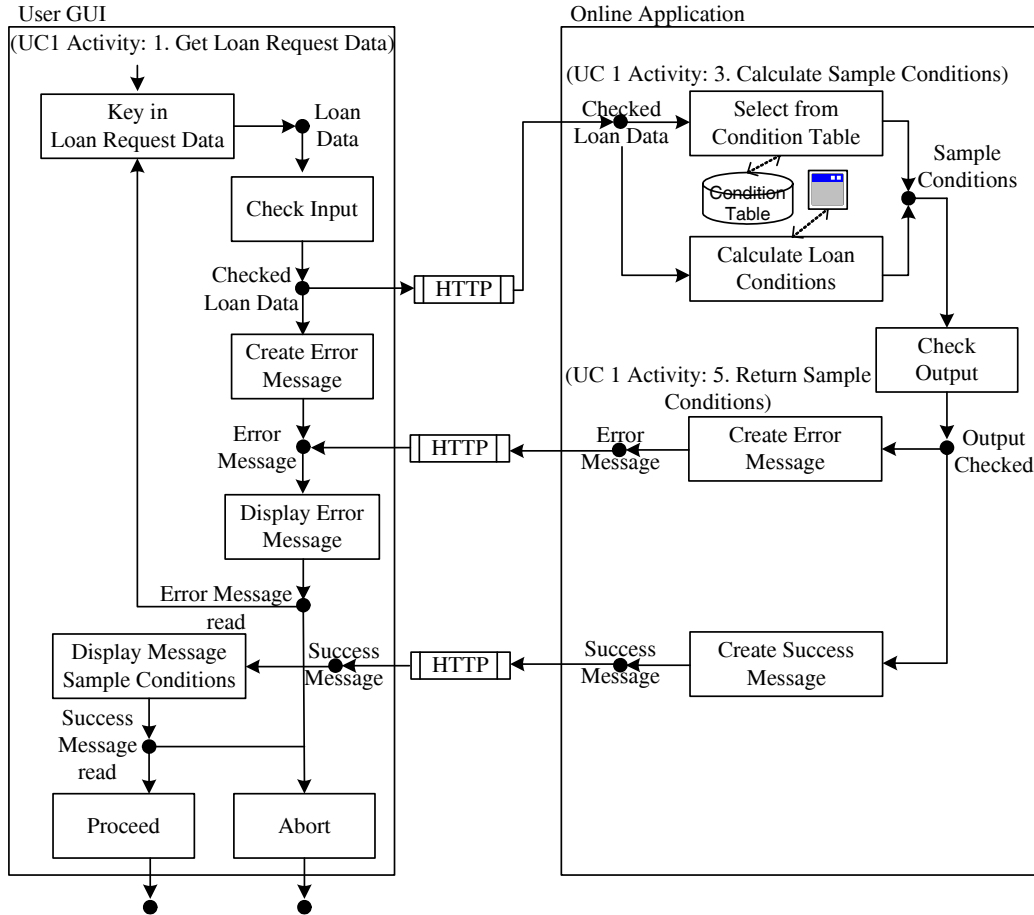 User GUI
(UC1 Activity: 1. Get Loan Request Data)
Key in
Loan Request Data
Loan
Data
Check Input
Checked
Loan Data
Create Error
Message
Error
Message
Display Error
Message
Error Message
read
Display Message
Sample Conditions
Success
Message
Success
Message
read
Proceed
Abort
HTTP
HTTP
HTTP
Online Application
(UC 1 Activity: 3. Calculate Sample Conditions)
Checked
Loan Data
Select from
Condition Table
Condition
Table
Sample
Conditions
Calculate Loan
Conditions
Check
Output
(UC 1 Activity: 5. Return Sample
Conditions)
Error
Message
Create Error
Message
Output
Checked
Success
Message
Create Success
Message